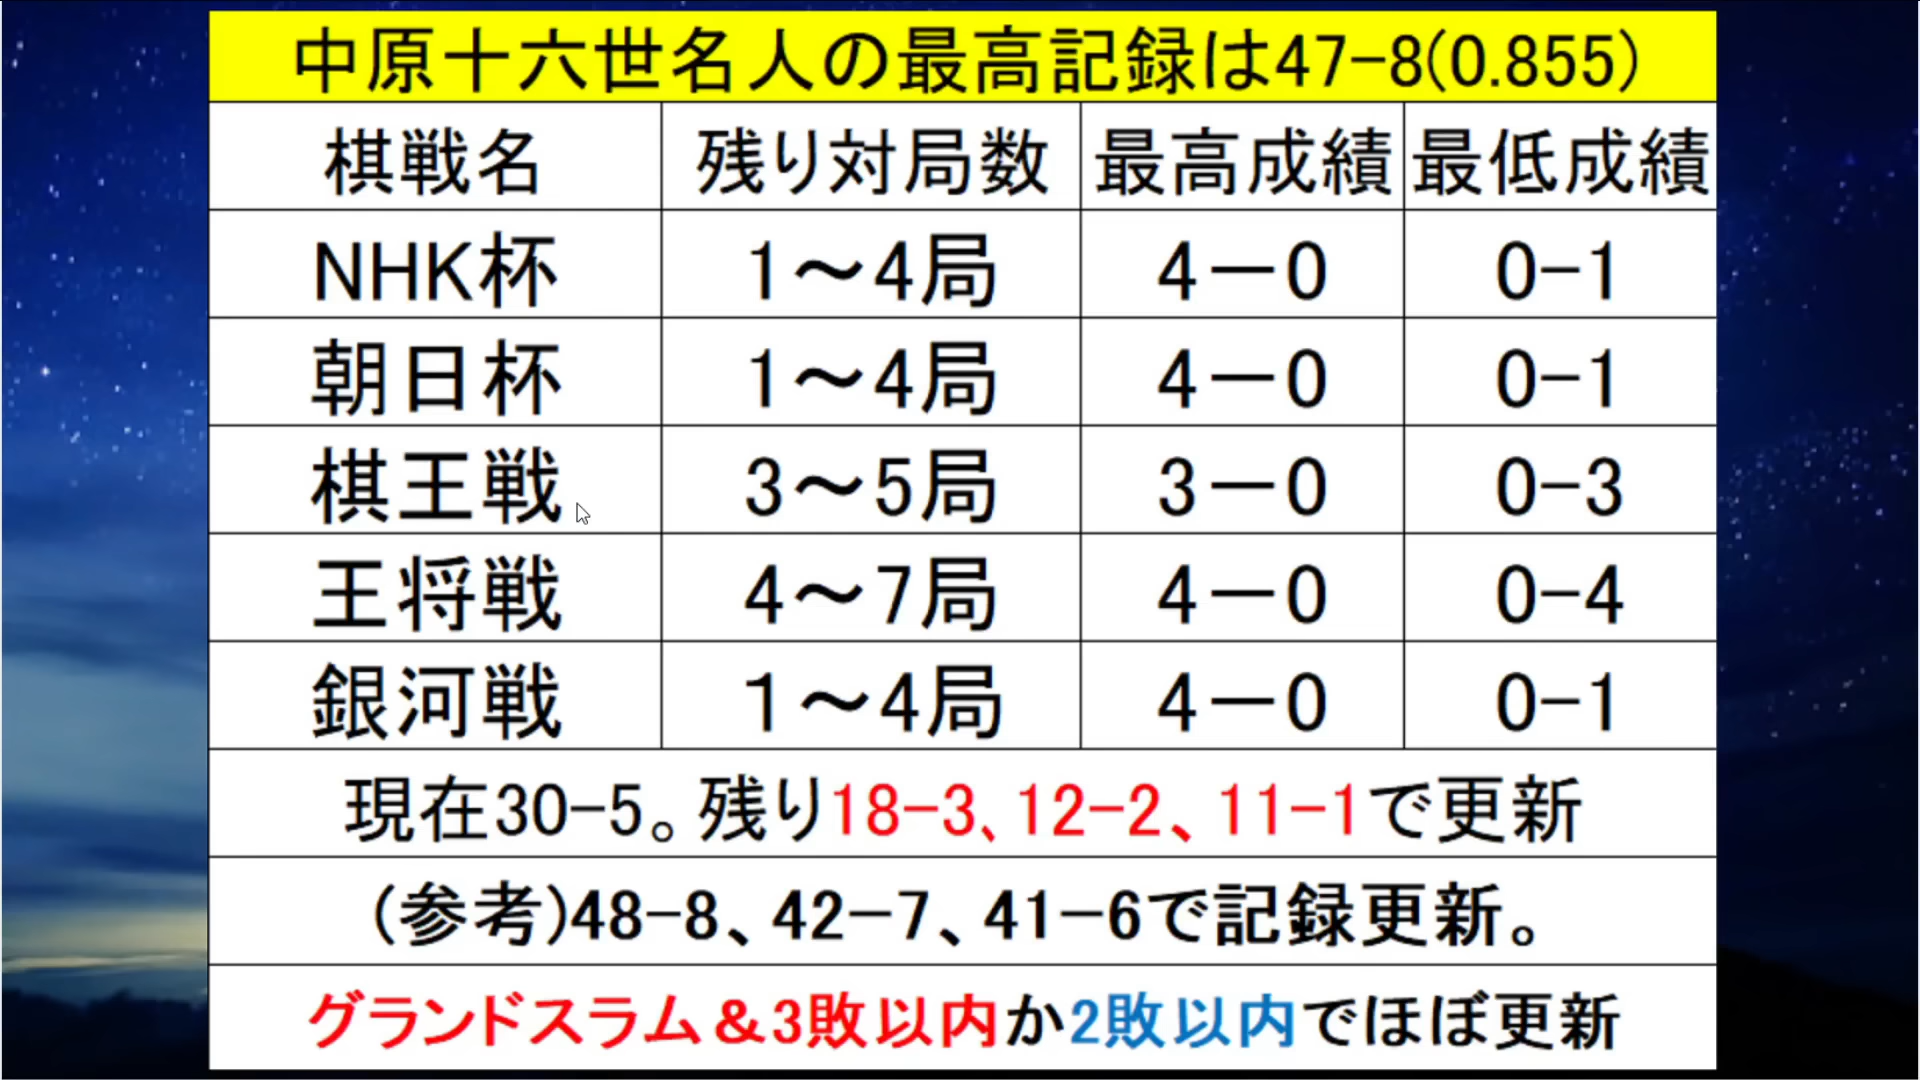 中原十六世名人の最高記録は47-8(0.855)
棋戦名 残り対局数 最高成績 最低成績
NHK杯 1～4局 4ー0 0-1
朝日杯 1～4局 4ー0 0-1
棋王戦 3～5局 3ー0 0-3
王将戦 4～7局 4ー0 0-4
銀河戦 1～4局 4ー0 0-1
現在30-5。残り18-3、12-2、11-1で更新
(参考)48-8、42-7、41-6で記録更新。
グランドスラム＆3敗以内か2敗以内でほぼ更新